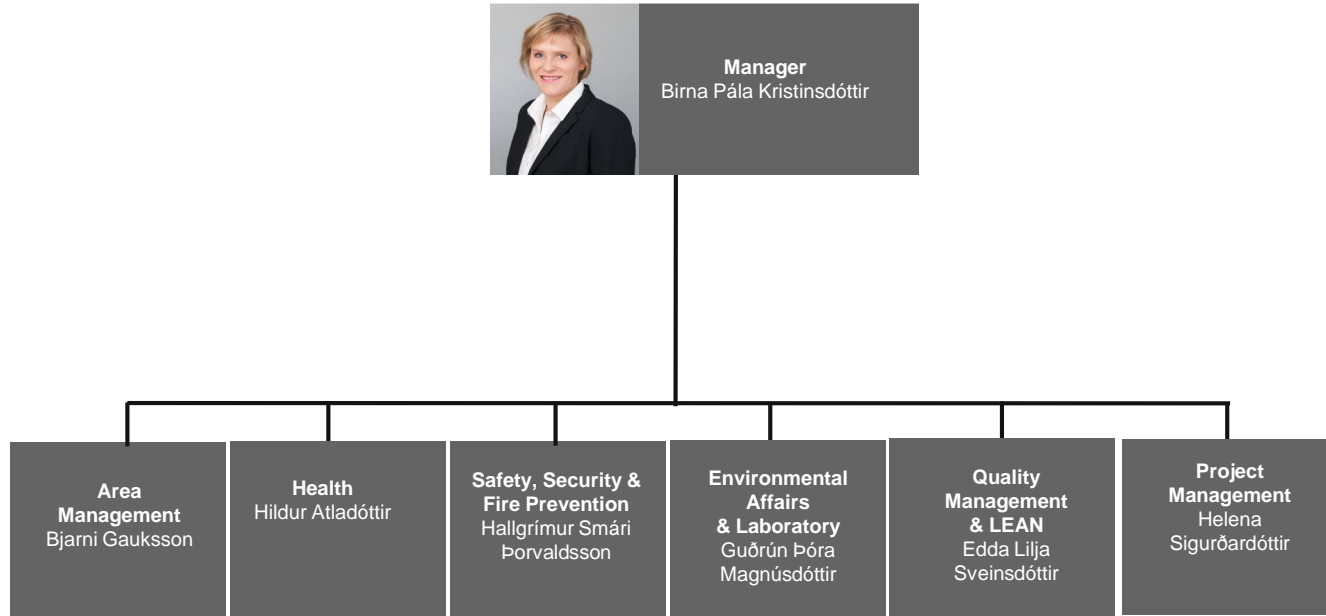 Manager
Birna Pála Kristinsdóttir
Area
Management
Bjarni Gauksson
Health
Hildur Atladóttir
Safety, Security &
Fire Prevention
Hallgrímur Smári
Þorvaldsson
Environmental
Affairs
& Laboratory
Guðrún Þóra
Magnúsdóttir
Quality
Management
& LEAN
Edda Lilja
Sveinsdóttir
Project
Management
Helena
Sigurðardóttir